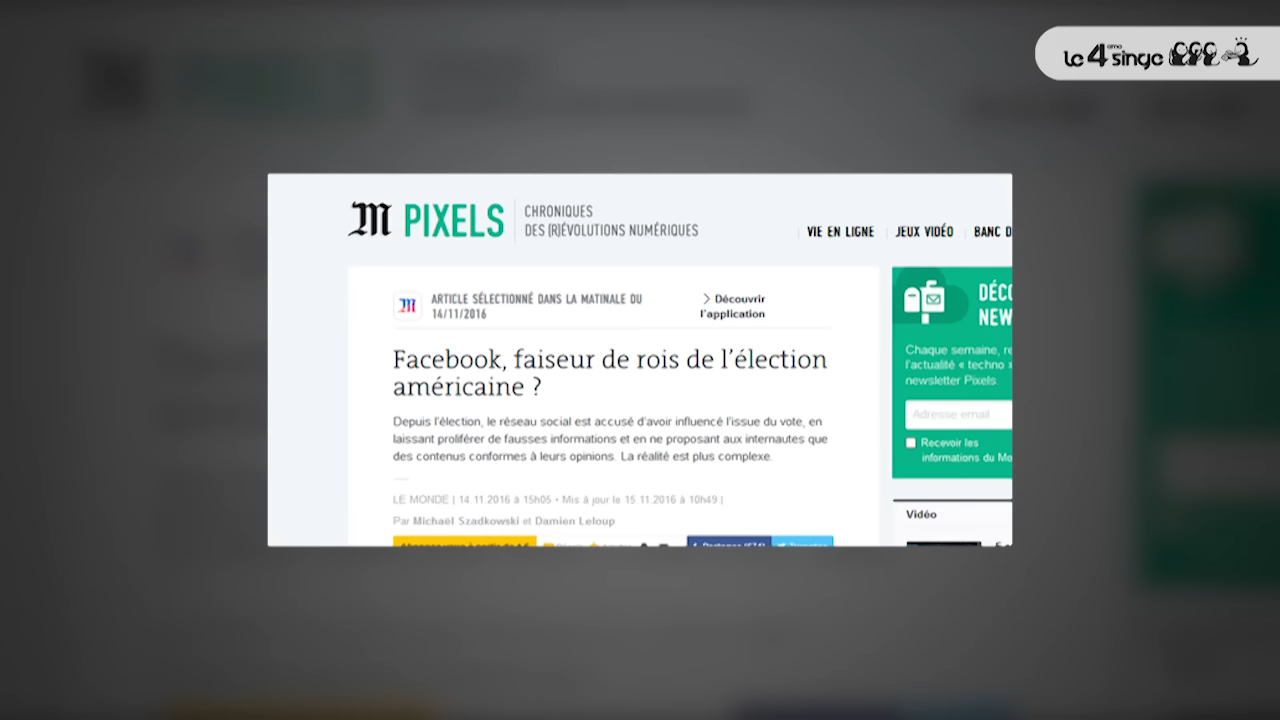 le 4ème singe
M PIXELS
CHRONIQUES
DES (R)ÉVOLUTIONS NUMÉRIQUES
VIE EN LIGNE
JEUX VIDÉO
BANC D
ARTICLE SÉLECTIONNÉ DANS LA MATINALE DU
14/11/2016
> Découvrir
l'application
Facebook, faiseur de rois de l'élection
américaine ?
Depuis l'élection, le réseau social est accusé d'avoir influencé l'issue du vote, en
laissant proliférer de fausses informations et en ne proposant aux internautes que
des contenus conformes à leurs opinions. La réalité est plus complexe.
LE MONDE | 14.11.2016 à 15h05 • Mis à jour le 15.11.2016 à 10h49 |
Par Michaël Szadkowski et Damien Leloup
DÉCO
NEW
Chaque semaine, re
l'actualité « techno »
newsletter Pixels.
Adresse email
Recevoir les
informations du Mo
Vidéo